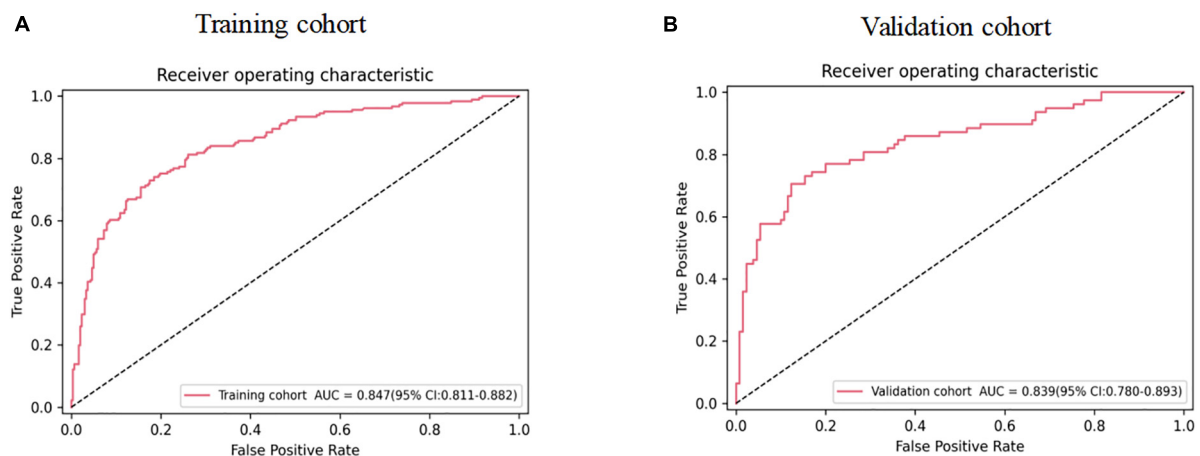 A
Training cohort
Receiver operating characteristic
True Positive Rate
1.0
0.8
0.6
0.4
0.2
0.0
Training cohort AUC = 0.847(95% CI:0.811-0.882)
0.0 0.2 0.4 0.6 0.8 1.0
False Positive Rate
B
Validation cohort
Receiver operating characteristic
True Positive Rate
1.0
0.8
0.6
0.4
0.2
0.0
Validation cohort AUC = 0.839(95% CI:0.780-0.893)
0.0 0.2 0.4 0.6 0.8 1.0
False Positive Rate